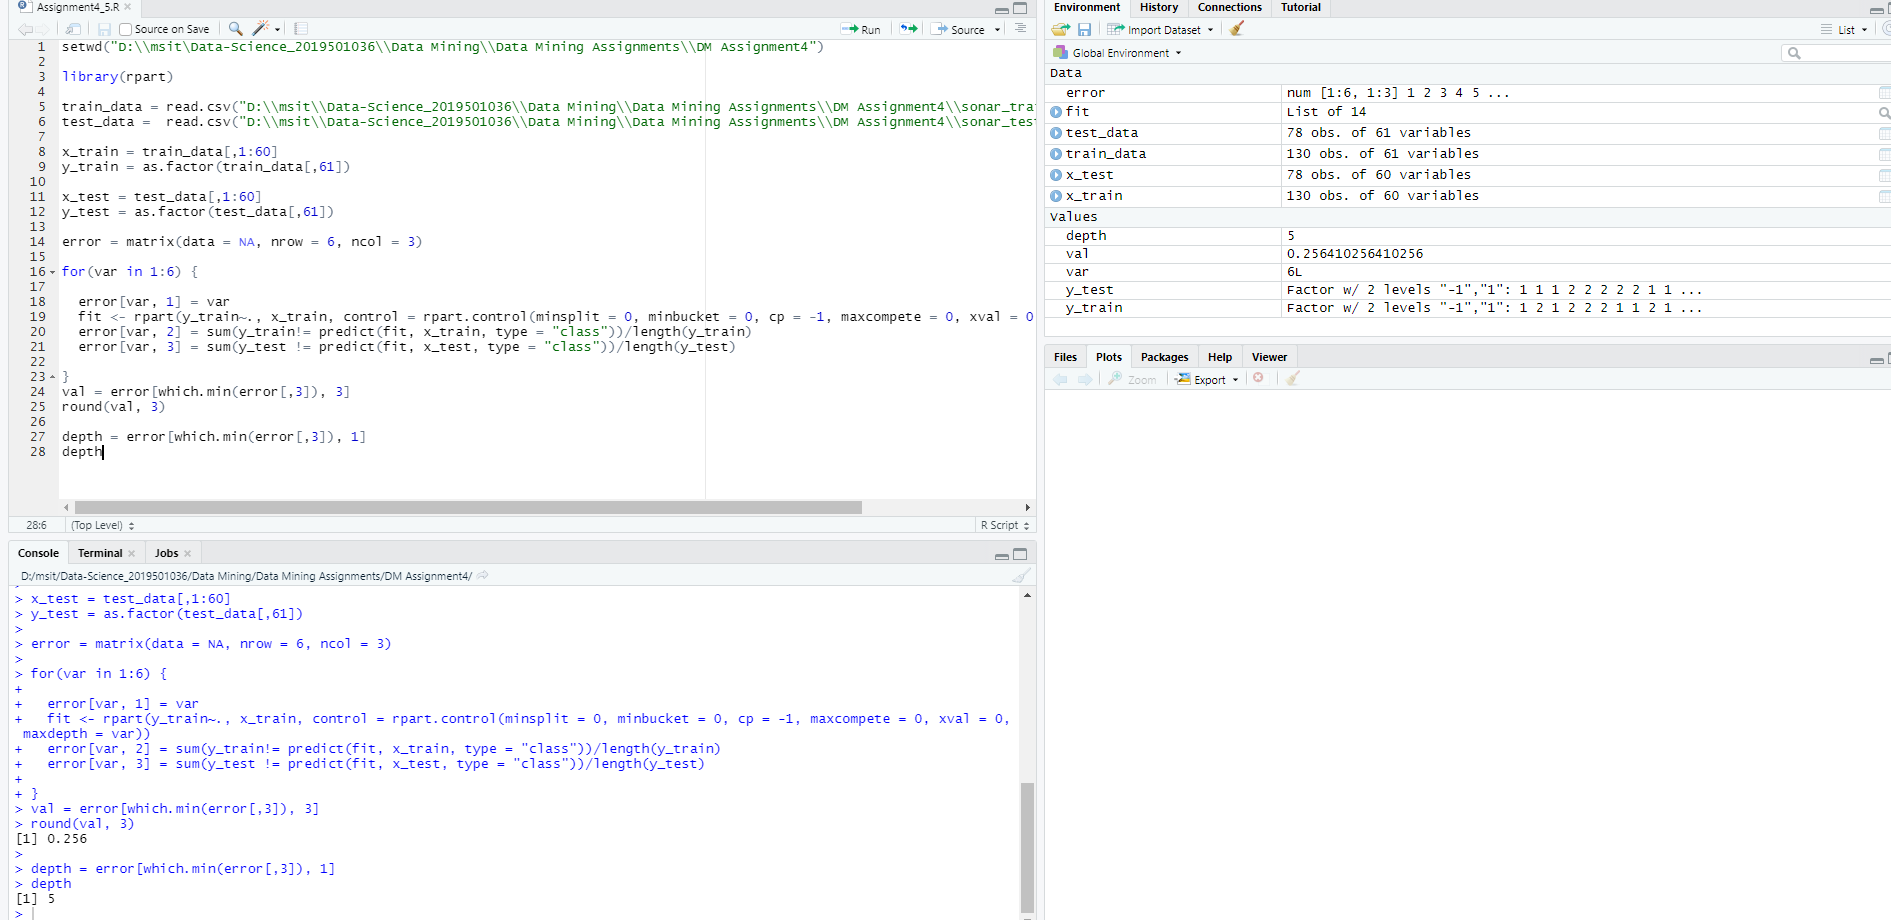 Assignment4_5.R
Source on Save
Run
Source
1 setwd("D:\\msit\Data-Science_2019501036\\Data Mining\\Data Mining Assignments\\DM Assignment4")
2
3 library(rpart)
4
5 train_data = read.csv("D:\\msit\\Data-Science_2019501036\\Data Mining\\Data Mining Assignments\\DM Assignment4\\sonar_tra
6 test_data =  read.csv("D:\\msit\\Data-Science_2019501036\\Data Mining\\Data Mining Assignments\\DM Assignment4\\sonar_test
7
8 x_train = train_data[,1:60]
9 y_train = as.factor(train_data[,61])
10
11 x_test = test_data[,1:60]
12 y_test = as.factor(test_data[,61])
13
14 error = matrix(data = NA, nrow = 6, ncol = 3)
15
16 for(var in 1:6) {
17
18   error[var, 1] = var
19   fit <- rpart(y_train~., x_train, control = rpart.control(minsplit = 0, minbucket = 0, cp = -1, maxcompete = 0, xval = 0
20   error[var, 2] = sum(y_train!= predict(fit, x_train, type = "class"))/length(y_train)
21   error[var, 3] = sum(y_test != predict(fit, x_test, type = "class"))/length(y_test)
22
23 }
24 val = error[which.min(error[,3]), 3]
25 round(val, 3)
26
27 depth = error[which.min(error[,3]), 1]
28 depth
28:6 (Top Level) R Script
Console Terminal Jobs
D:/msit/Data-Science_2019501036/Data Mining/Data Mining Assignments/DM Assignment4/
> x_test = test_data[,1:60]
> y_test = as.factor(test_data[,61])
>
> error = matrix(data = NA, nrow = 6, ncol = 3)
>
> for(var in 1:6) {
+
+   error[var, 1] = var
+   fit <- rpart(y_train~., x_train, control = rpart.control(minsplit = 0, minbucket = 0, cp = -1, maxcompete = 0, xval = 0,
maxdepth = var))
+   error[var, 2] = sum(y_train!= predict(fit, x_train, type = "class"))/length(y_train)
+   error[var, 3] = sum(y_test != predict(fit, x_test, type = "class"))/length(y_test)
+
+ }
> val = error[which.min(error[,3]), 3]
> round(val, 3)
[1] 0.256
>
> depth = error[which.min(error[,3]), 1]
> depth
[1] 5
>
Environment History Connections Tutorial
Import Dataset List
Global Environment
Data
error num [1:6, 1:3] 1 2 3 4 5 ...
fit List of 14
test_data 78 obs. of 61 variables
train_data 130 obs. of 61 variables
x_test 78 obs. of 60 variables
x_train 130 obs. of 60 variables
Values
depth 5
val 0.256410256410256
var 6L
y_test Factor w/ 2 levels "-1","1": 1 1 1 2 2 2 2 2 1 1 ...
y_train Factor w/ 2 levels "-1","1": 1 2 1 2 2 2 1 1 2 1 ...
Files Plots Packages Help Viewer
Zoom Export